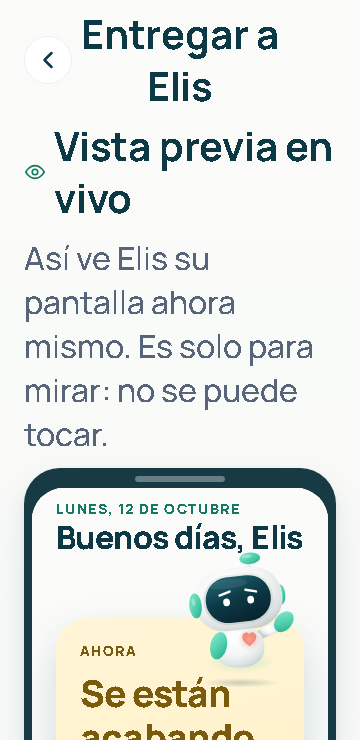 Entregar a
Elis
Vista previa en
vivo
Así ve Elis su
pantalla ahora
mismo. Es solo para
mirar: no se puede
tocar.
LUNES, 12 DE OCTUBRE
Buenos días, Elis
AHORA
Se están
acabando